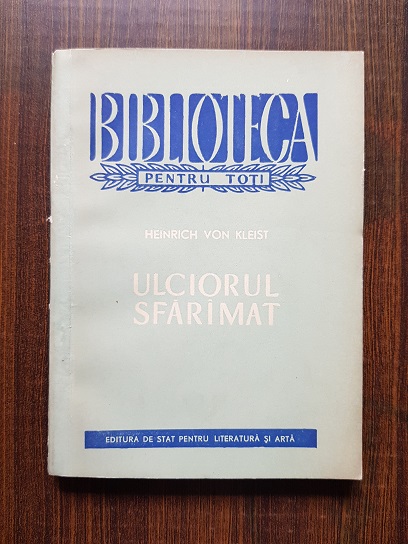 BIBLIOTECA
PENTRU TOȚI
HEINRICH VON KLEIST
ULCIORUL
SFĂRÎMAT
EDITURA DE STAT PENTRU LITERATURĂ ȘI ARTĂ